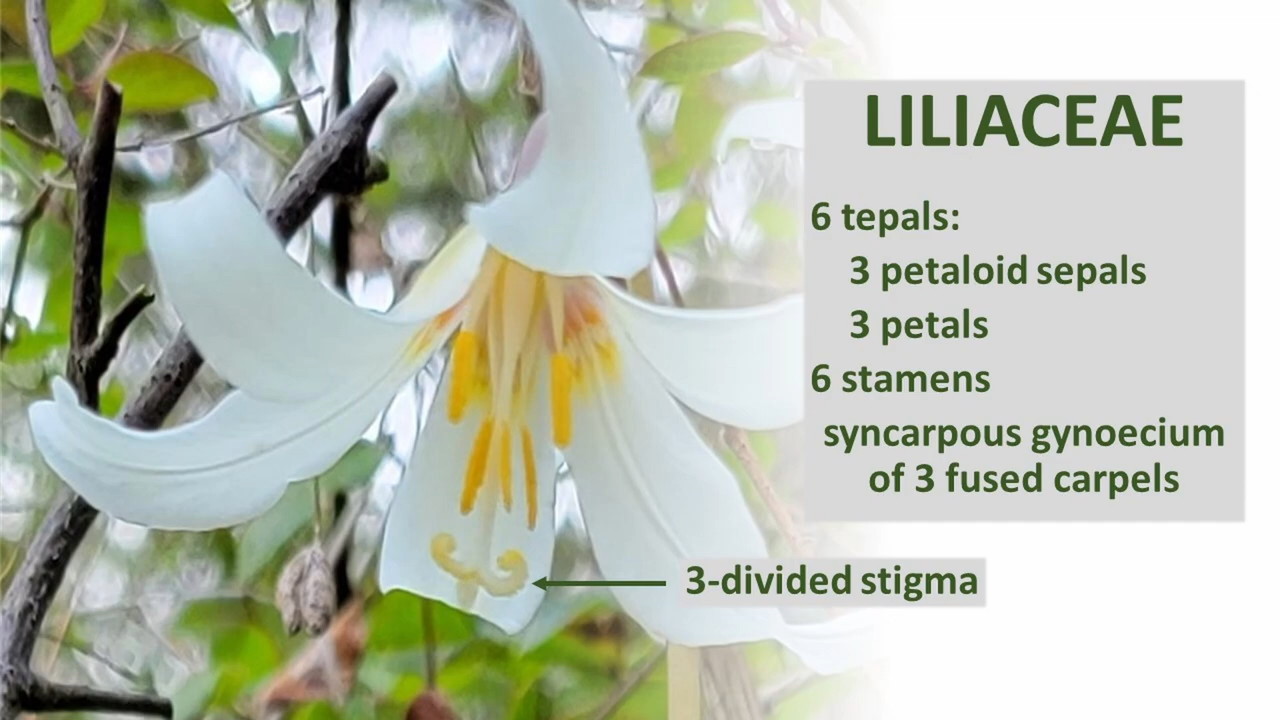 LILIACEAE
6 tepals:
3 petaloid sepals
3 petals
6 stamens
syncarpous gynoecium
of 3 fused carpels
3-divided stigma